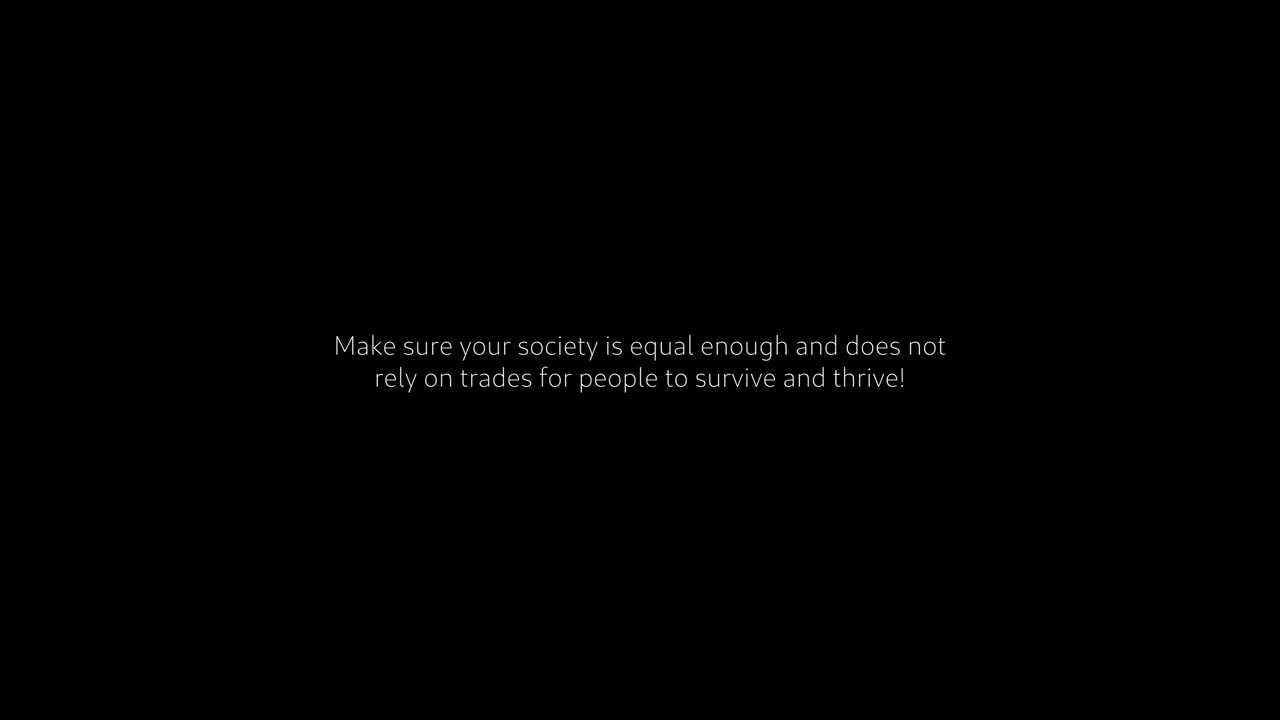 Make sure your society is equal enough and does not
rely on trades for people to survive and thrive!